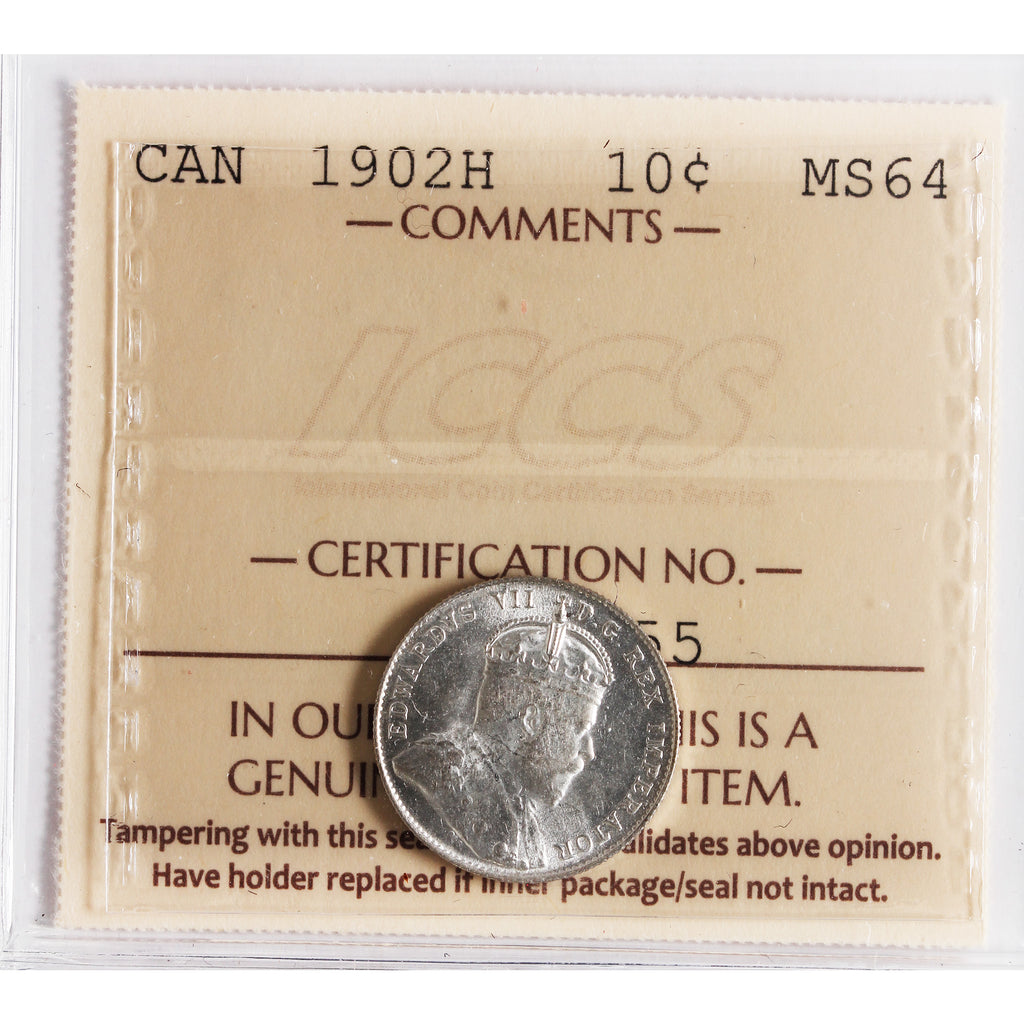 CAN 1902H 10¢ MS64
— COMMENTS —
ICCS
International Coin Certification Service
— CERTIFICATION NO. —
55
IN OU IS IS A
GENUI ITEM.
Tampering with this se alidates above opinion.
Have holder replaced if inner package/seal not intact.
EDWARDVS VII D.G. REX IMPERATOR